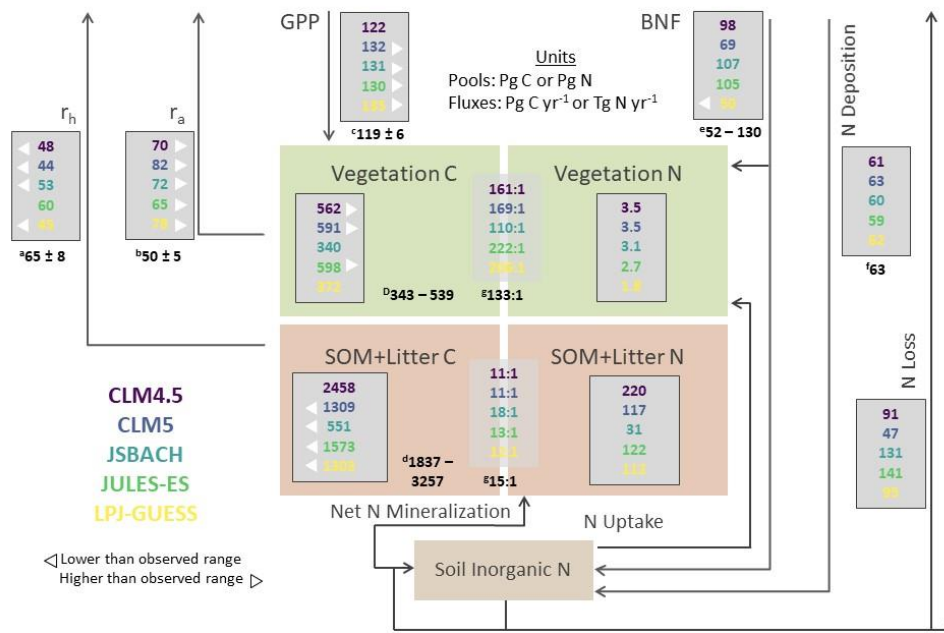 GPP
122
132
131
130
ᶜ119 ± 6
Units
Pools: Pg C or Pg N
Fluxes: Pg C yr⁻¹ or Tg N yr⁻¹
BNF
98
69
107
105
ᵉ52 – 130
N Deposition
61
63
60
59
62
ᶠ63
rₕ
48
44
53
60
ᵃ65 ± 8
rₐ
70
82
72
65
ᵇ50 ± 5
Vegetation C
562
591
340
598
372
ᴰ343 – 539
161:1
169:1
110:1
222:1
ᵍ133:1
Vegetation N
3.5
3.5
3.1
2.7
1.8
SOM+Litter C
2458
1309
551
1573
ᵈ1837 –
3257
11:1
11:1
18:1
13:1
ᵍ15:1
SOM+Litter N
220
117
31
122
N Loss
91
47
131
141
CLM4.5
CLM5
JSBACH
JULES-ES
LPJ-GUESS
Lower than observed range
Higher than observed range
Net N Mineralization
N Uptake
Soil Inorganic N